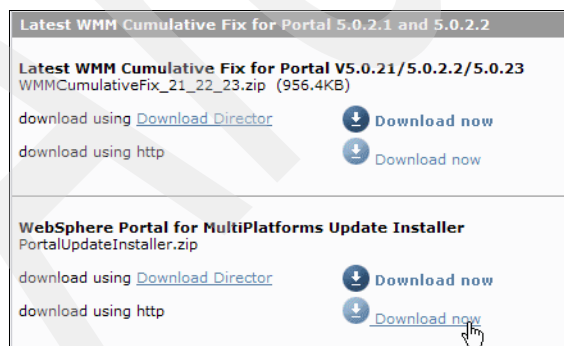 Latest WMM Cumulative Fix for Portal 5.0.2.1 and 5.0.2.2
Latest WMM Cumulative Fix for Portal V5.0.21/5.0.2.2/5.0.23
WMMCumulativeFix_21_22_23.zip (956.4KB)
download using Download Director Download now
download using http Download now
WebSphere Portal for MultiPlatforms Update Installer
PortalUpdateInstaller.zip
download using Download Director Download now
download using http Download now